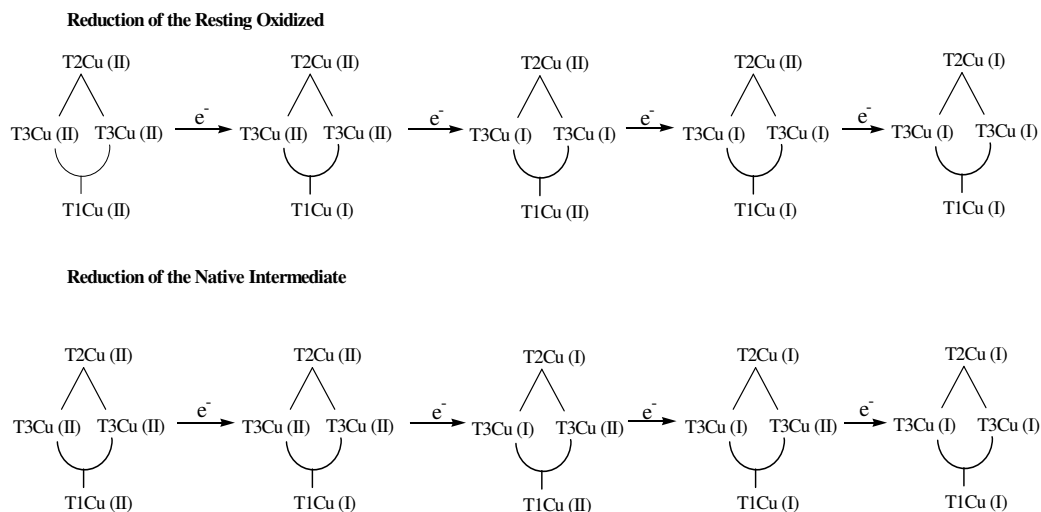 Reduction of the Resting Oxidized
T2Cu (II) T2Cu (II) T2Cu (II) T2Cu (II) T2Cu (I)
e⁻ e⁻ e⁻ e⁻
T3Cu (II) T3Cu (II) T3Cu (II) T3Cu (II) T3Cu (I) T3Cu (I) T3Cu (I) T3Cu (I) T3Cu (I) T3Cu (I)
T1Cu (II) T1Cu (I) T1Cu (II) T1Cu (I) T1Cu (I)
Reduction of the Native Intermediate
T2Cu (II) T2Cu (II) T2Cu (I) T2Cu (I) T2Cu (I)
e⁻ e⁻ e⁻ e⁻
T3Cu (II) T3Cu (II) T3Cu (II) T3Cu (II) T3Cu (I) T3Cu (II) T3Cu (I) T3Cu (II) T3Cu (I) T3Cu (I)
T1Cu (II) T1Cu (I) T1Cu (II) T1Cu (I) T1Cu (I)